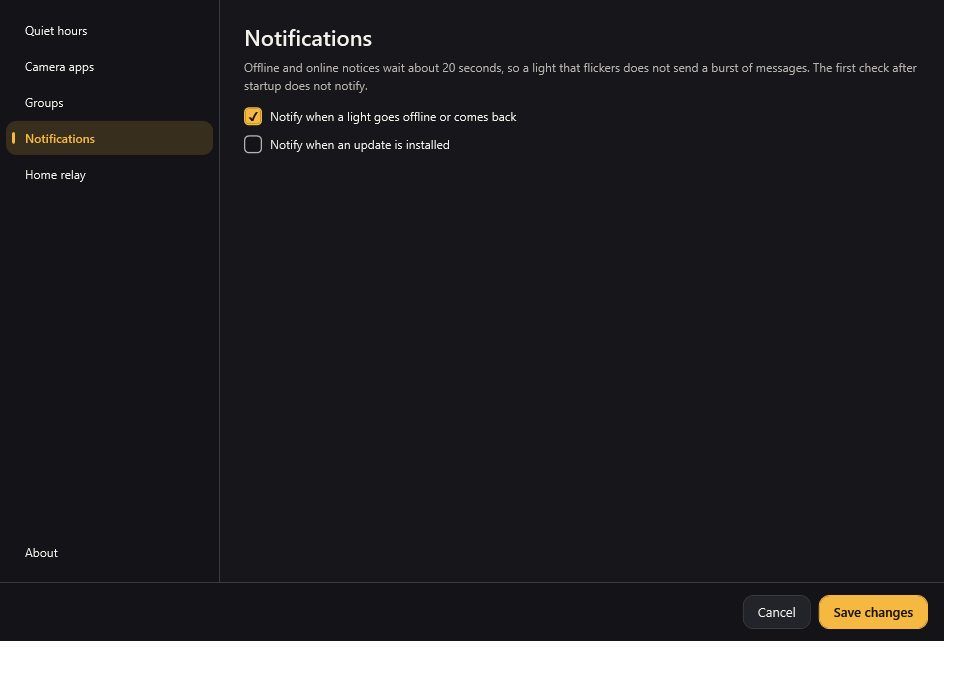 Quiet hours
Camera apps
Groups
Notifications
Home relay
About
Notifications
Offline and online notices wait about 20 seconds, so a light that flickers does not send a burst of messages. The first check after
startup does not notify.
Notify when a light goes offline or comes back
Notify when an update is installed
Cancel
Save changes